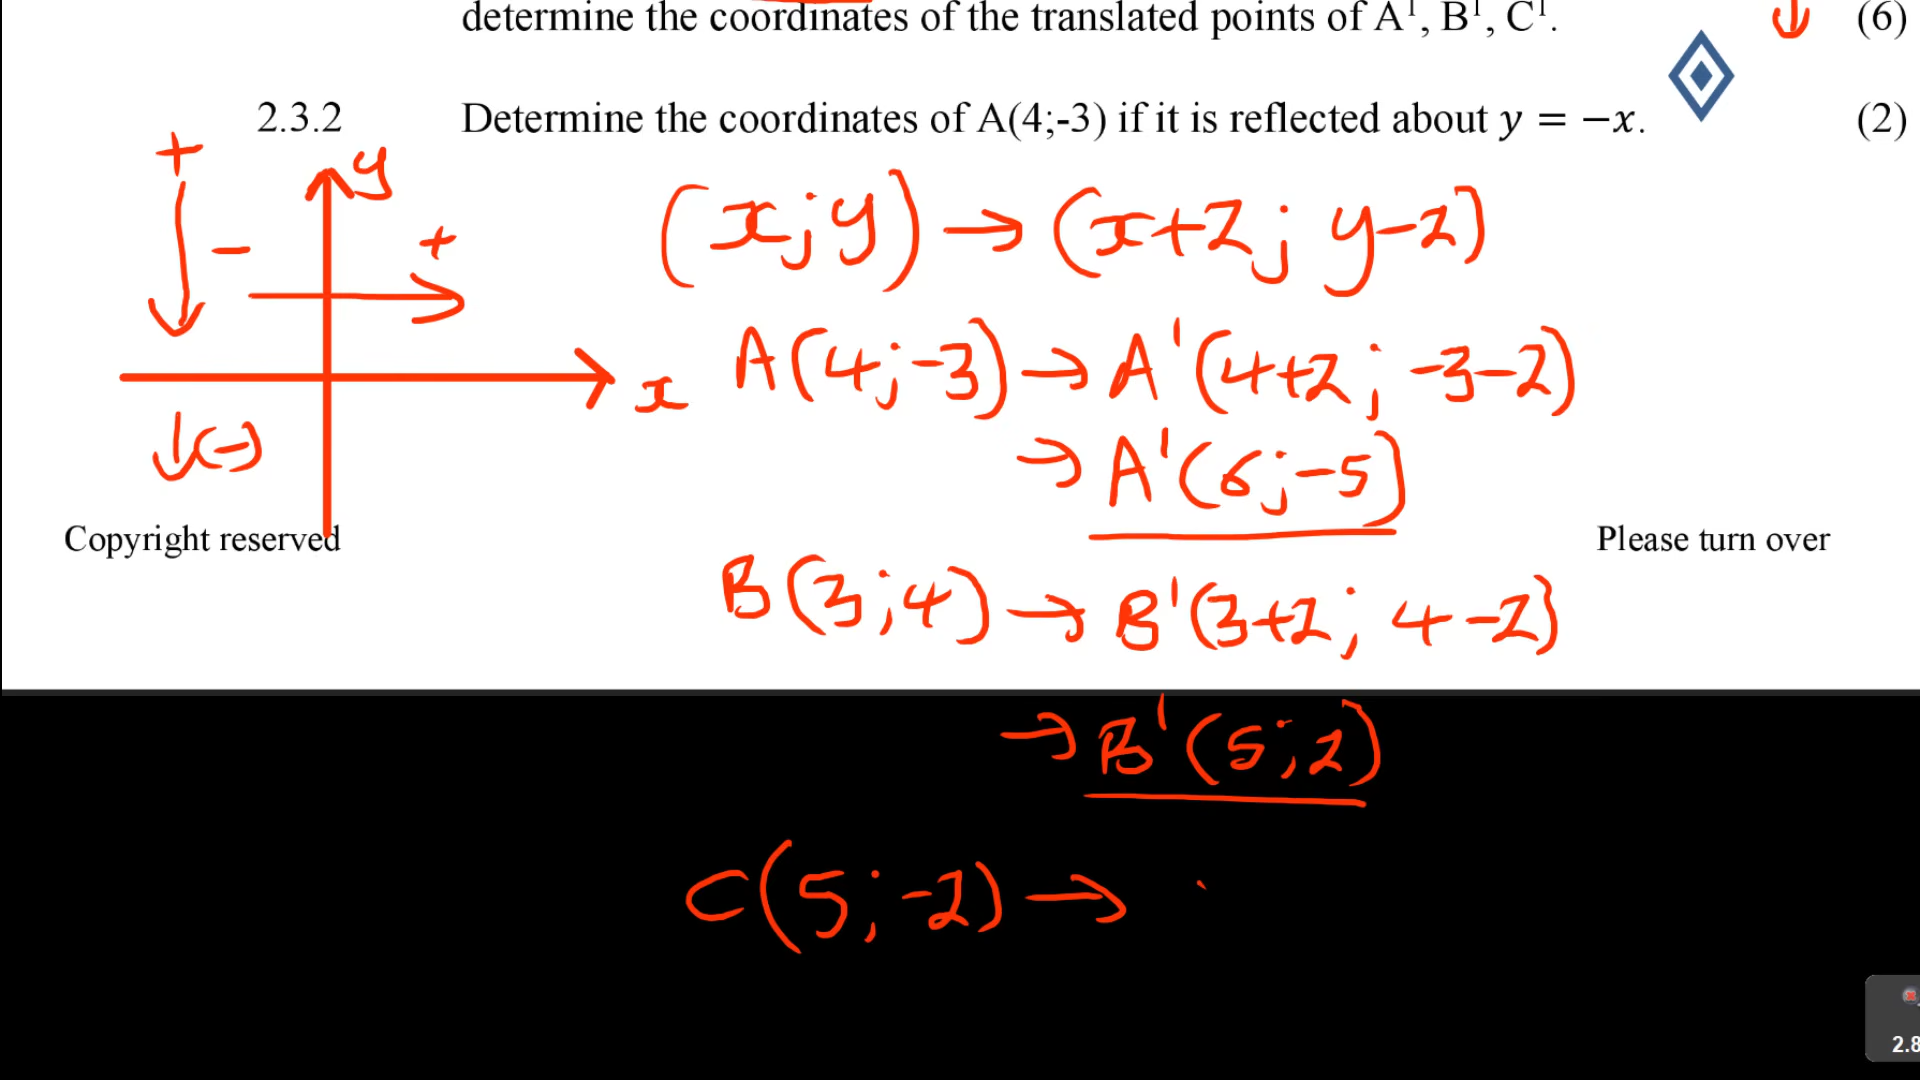 determine the coordinates of the translated points of A¹, B¹, C¹. (6)
2.3.2 Determine the coordinates of A(4;-3) if it is reflected about y = −x. (2)
+ y
− +
(x;y) → (x+2; y−2)
x
A(4;-3) → A'(4+2; -3-2)
↓(-)
→ A'(6;-5)
Copyright reserved Please turn over
B(3;4) → B'(3+2; 4-2)
→ B'(5;2)
C(5;-2) →
2.8